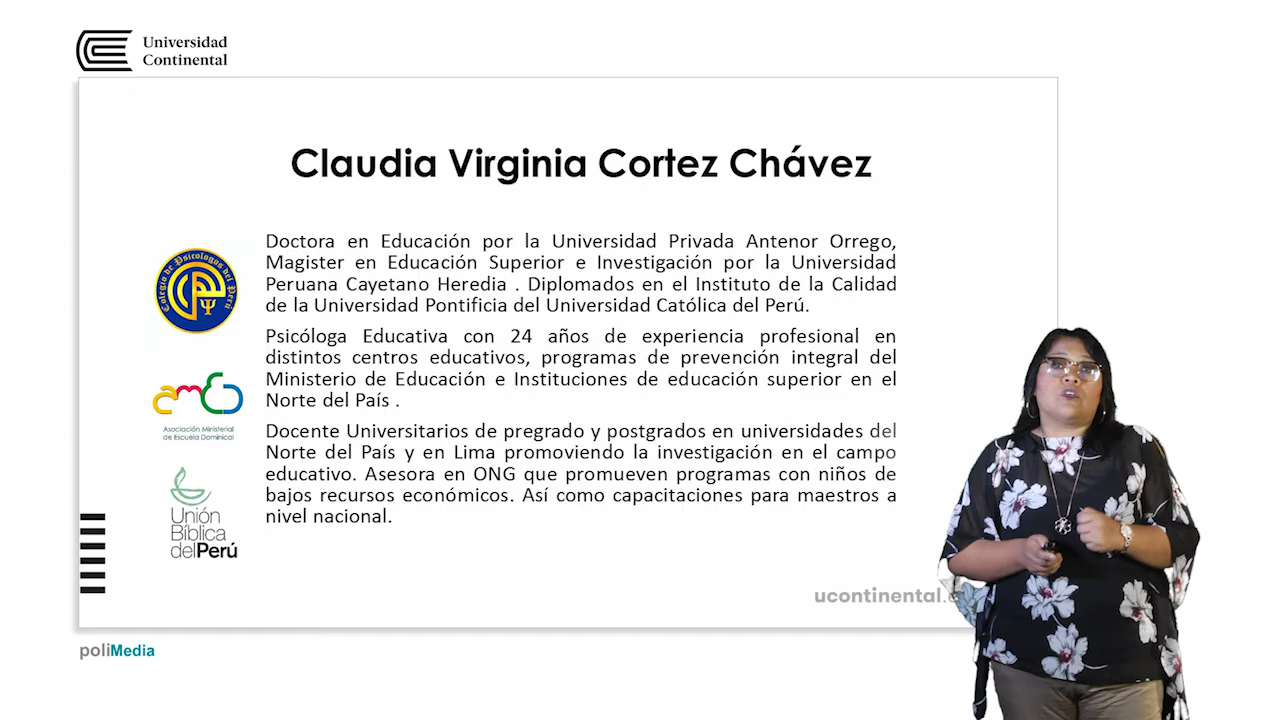 Universidad
Continental
Claudia Virginia Cortez Chávez
Doctora en Educación por la Universidad Privada Antenor Orrego,
Magister en Educación Superior e Investigación por la Universidad
Peruana Cayetano Heredia . Diplomados en el Instituto de la Calidad
de la Universidad Pontificia del Universidad Católica del Perú.
Psicóloga Educativa con 24 años de experiencia profesional en
distintos centros educativos, programas de prevención integral del
Ministerio de Educación e Instituciones de educación superior en el
Norte del País .
Docente Universitarios de pregrado y postgrados en universidades del
Norte del País y en Lima promoviendo la investigación en el campo
educativo. Asesora en ONG que promueven programas con niños de
bajos recursos económicos. Así como capacitaciones para maestros a
nivel nacional.
Colegio de Psicólogos del Perú
amED
Asociación Ministerial
de Escuela Dominical
Unión
Bíblica
delPerú
ucontinental.
poliMedia